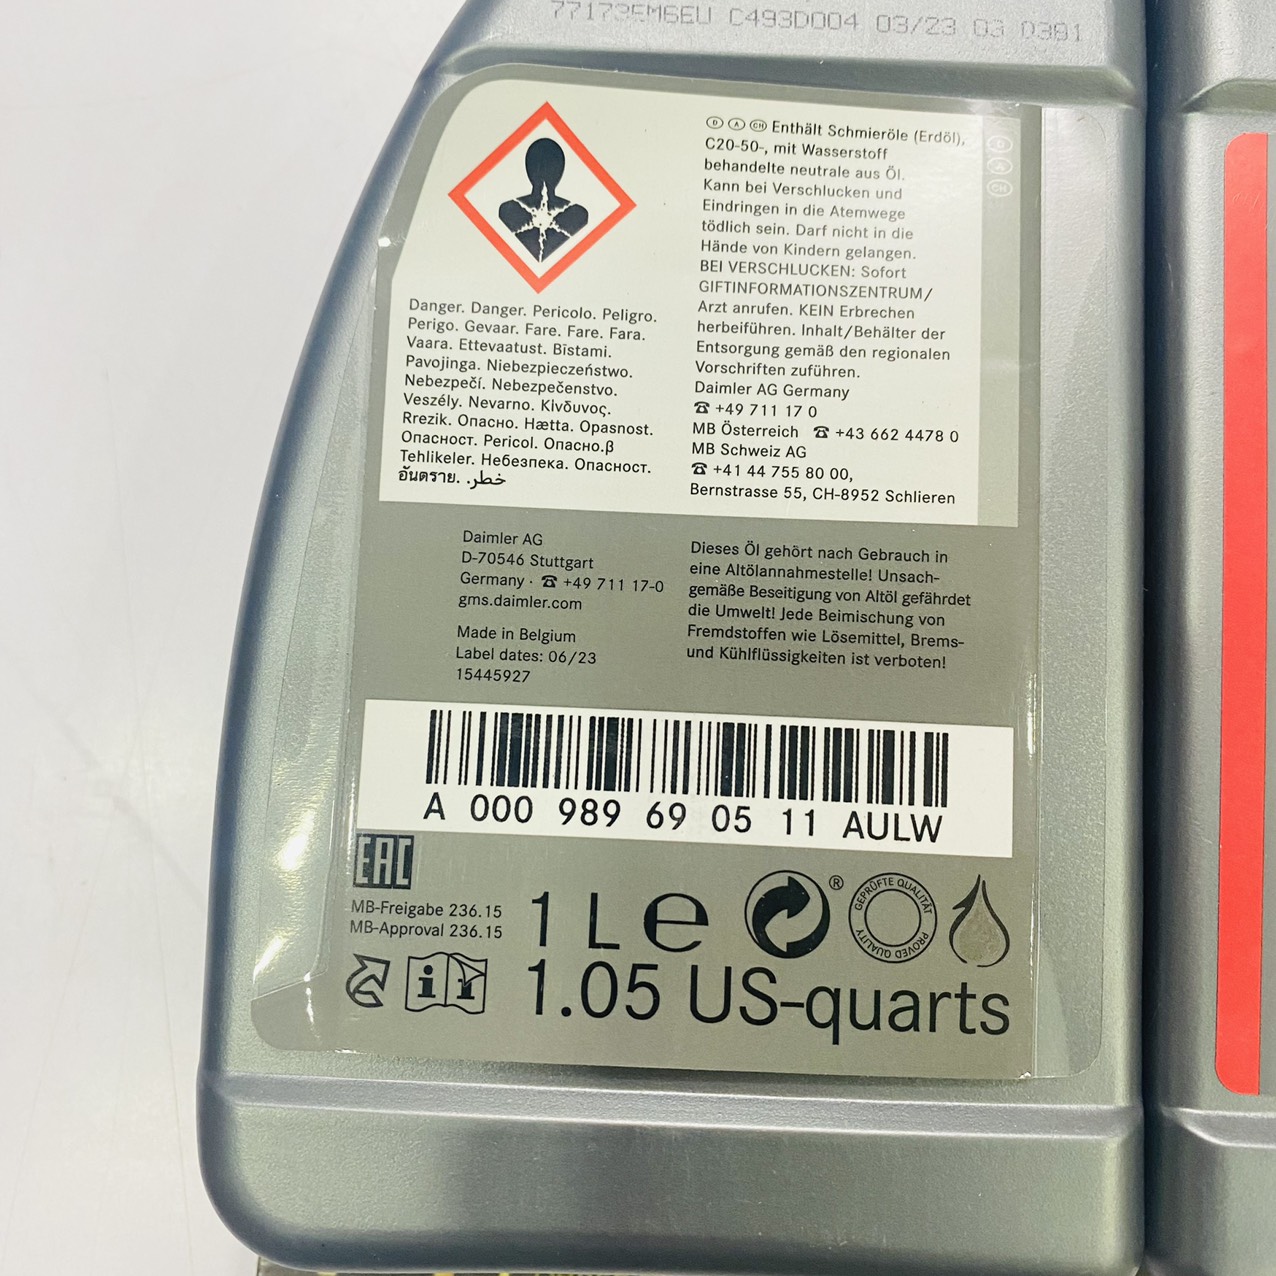 C493D004 03/23 03 0381
Danger. Danger. Pericolo. Peligro.
Perigo. Gevaar. Fare. Fare. Fara.
Vaara. Ettevaatust. Bīstami.
Pavojinga. Niebezpieczeństwo.
Nebezpečí. Nebezpečenstvo.
Veszély. Nevarno. Κίνδυνος.
Rrezik. Опасно. Hætta. Opasnost.
Опасност. Pericol. Опасно.β
Tehlikeler. Небезпека. Опасност.
อันตราย. خطر.
D A CH Enthält Schmieröle (Erdöl),
C20-50-, mit Wasserstoff
behandelte neutrale aus Öl.
Kann bei Verschlucken und
Eindringen in die Atemwege
tödlich sein. Darf nicht in die
Hände von Kindern gelangen.
BEI VERSCHLUCKEN: Sofort
GIFTINFORMATIONSZENTRUM/
Arzt anrufen. KEIN Erbrechen
herbeiführen. Inhalt/Behälter der
Entsorgung gemäß den regionalen
Vorschriften zuführen.
Daimler AG Germany
☎ +49 711 17 0
MB Österreich ☎ +43 662 4478 0
MB Schweiz AG
☎ +41 44 755 80 00,
Bernstrasse 55, CH-8952 Schlieren
D
A
CH
Daimler AG
D-70546 Stuttgart
Germany · ☎ +49 711 17-0
gms.daimler.com
Made in Belgium
Label dates: 06/23
15445927
Dieses Öl gehört nach Gebrauch in
eine Altölannahmestelle! Unsach-
gemäße Beseitigung von Altöl gefährdet
die Umwelt! Jede Beimischung von
Fremdstoffen wie Lösemittel, Brems-
und Kühlflüssigkeiten ist verboten!
A 000 989 69 05 11 AULW
EAC
MB-Freigabe 236.15
MB-Approval 236.15
1 L e
®
GEPRÜFTE QUALITÄT
PROVED QUALITY
1.05 US-quarts